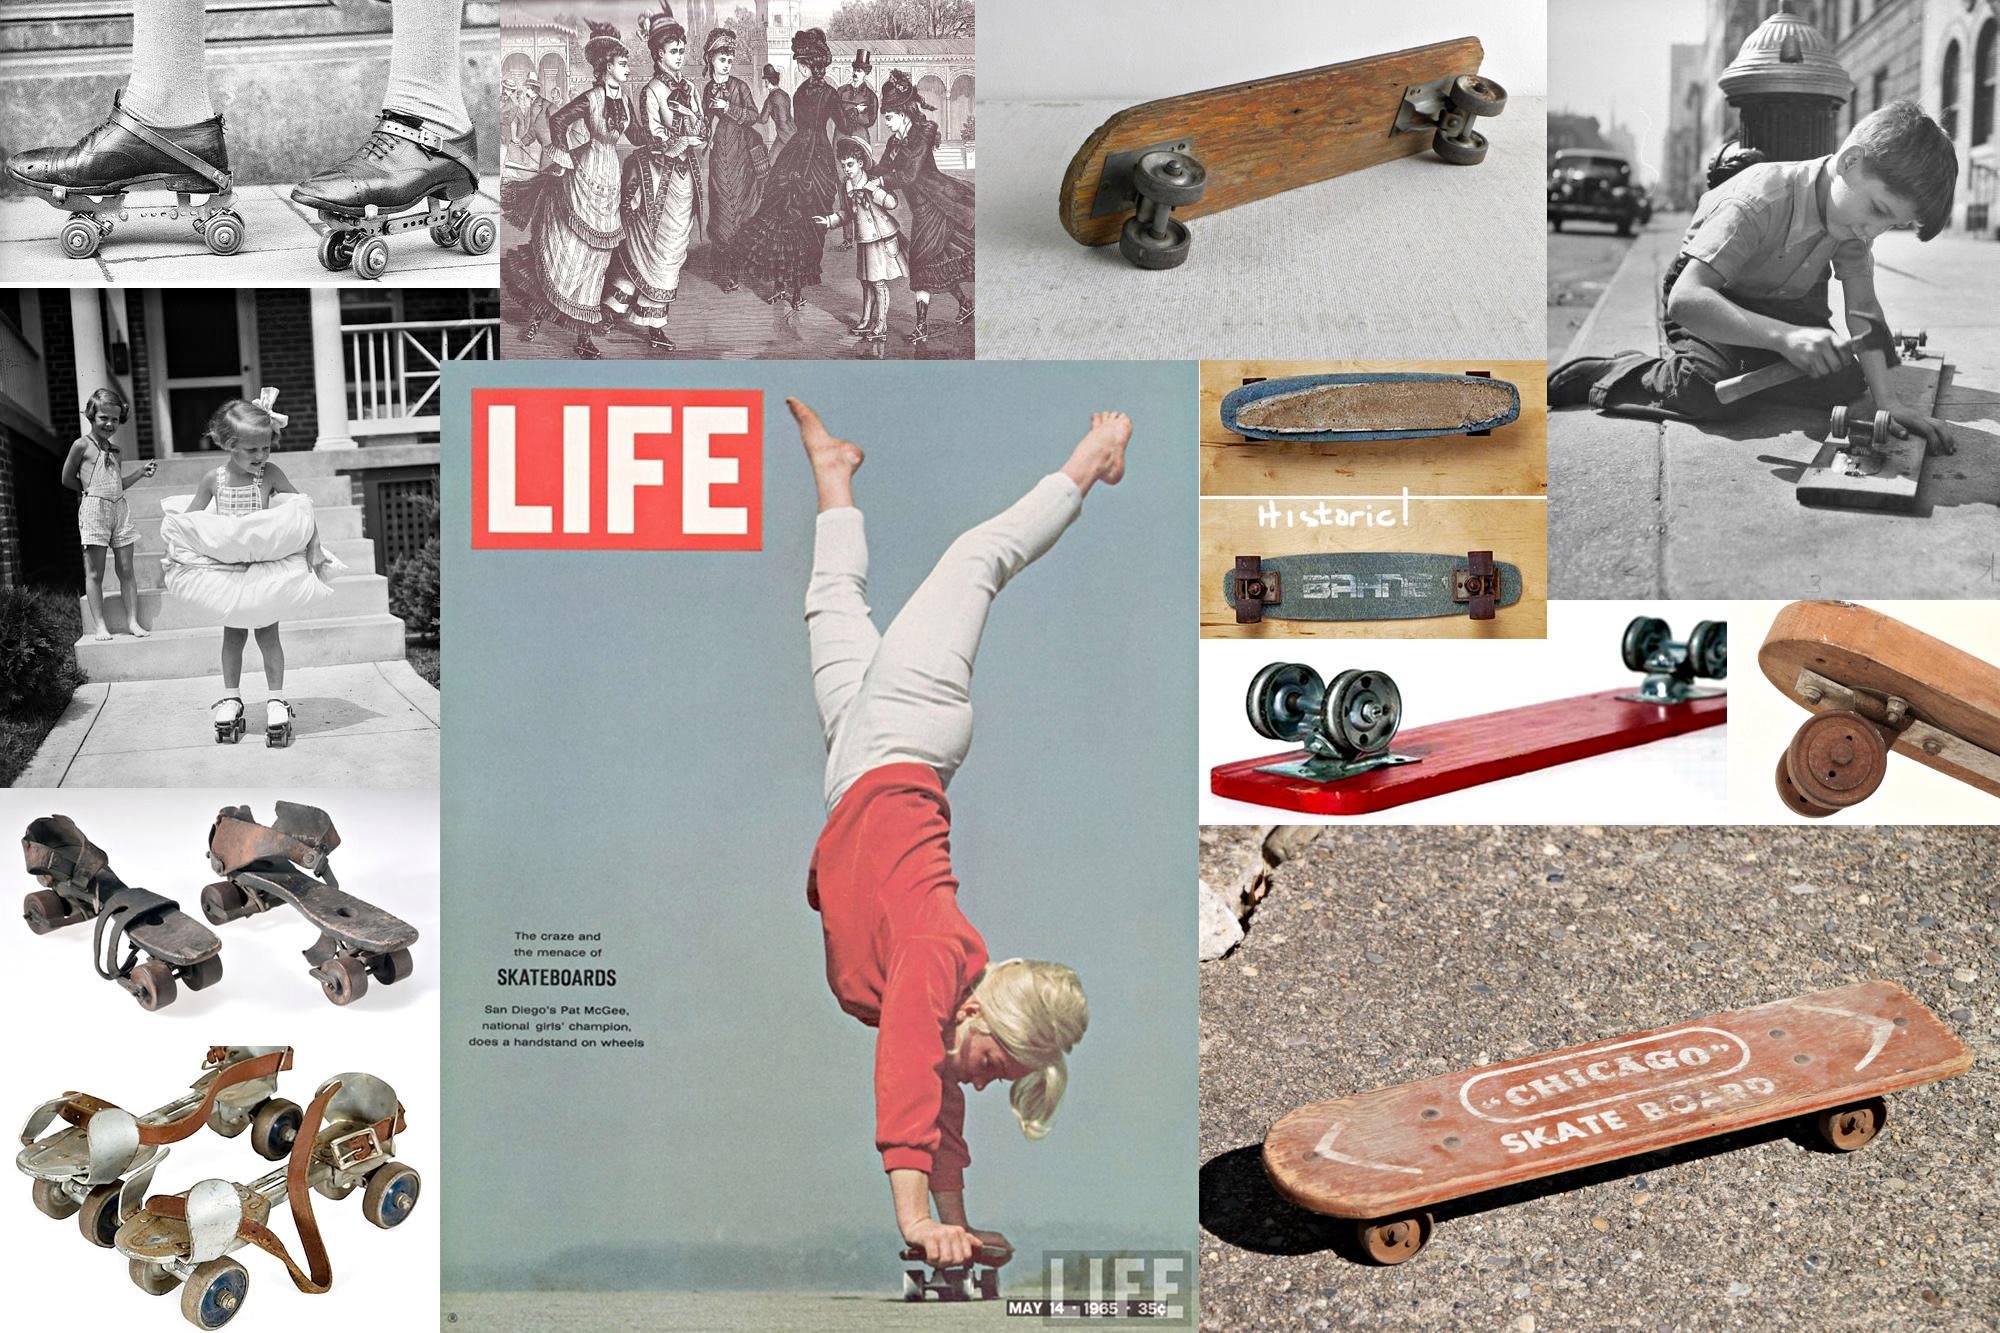 LIFE
The craze and
the menace of
SKATEBOARDS
San Diego's Pat McGee,
national girls' champion,
does a handstand on wheels
LIFE
MAY 14 · 1965 · 35¢
Historic!
BAHNE
"CHICAGO"
SKATE BOARD